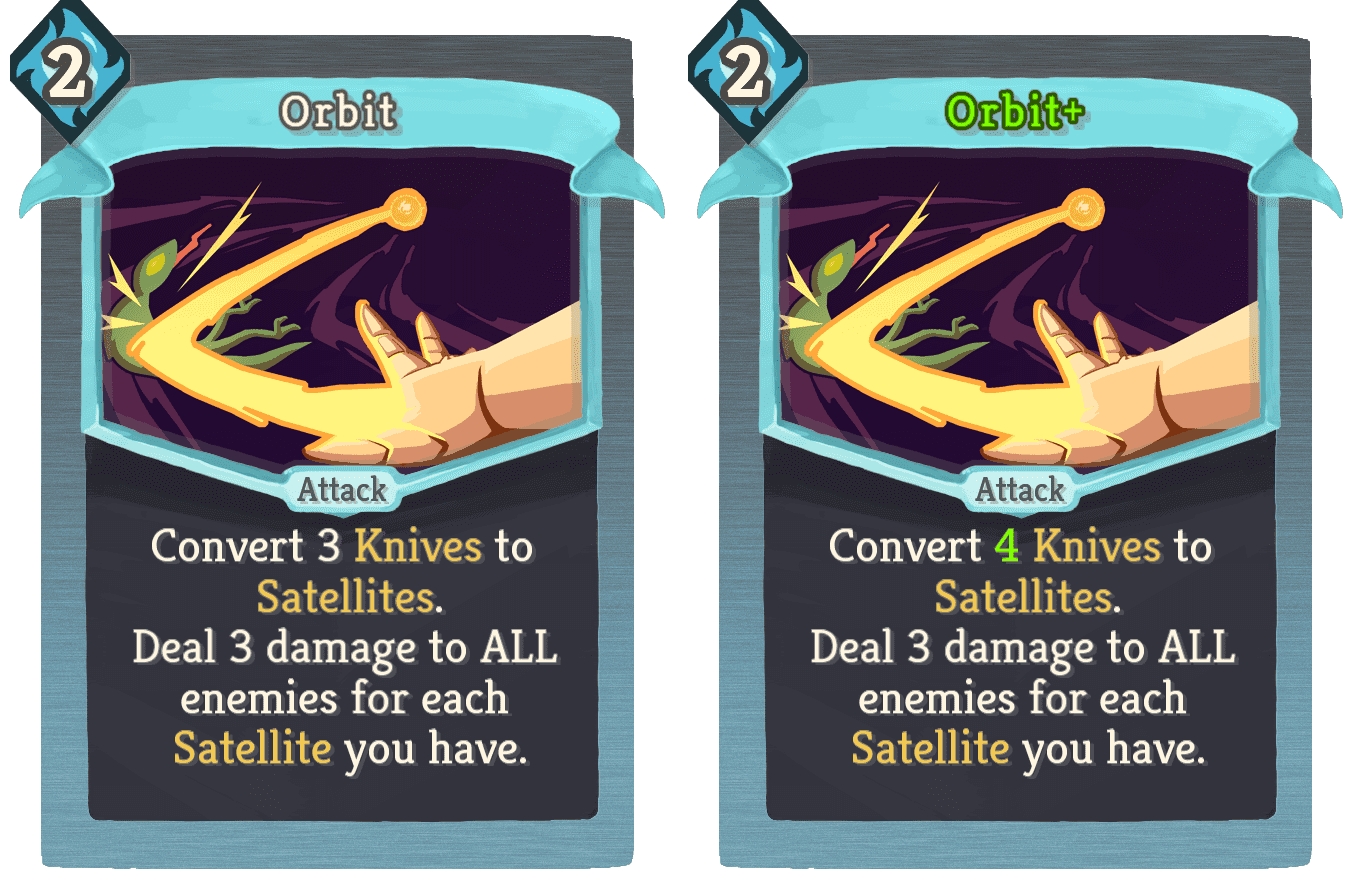 2
Orbit
Attack
Convert 3 Knives to
Satellites.
Deal 3 damage to ALL
enemies for each
Satellite you have.
2
Orbit+
Attack
Convert 4 Knives to
Satellites.
Deal 3 damage to ALL
enemies for each
Satellite you have.